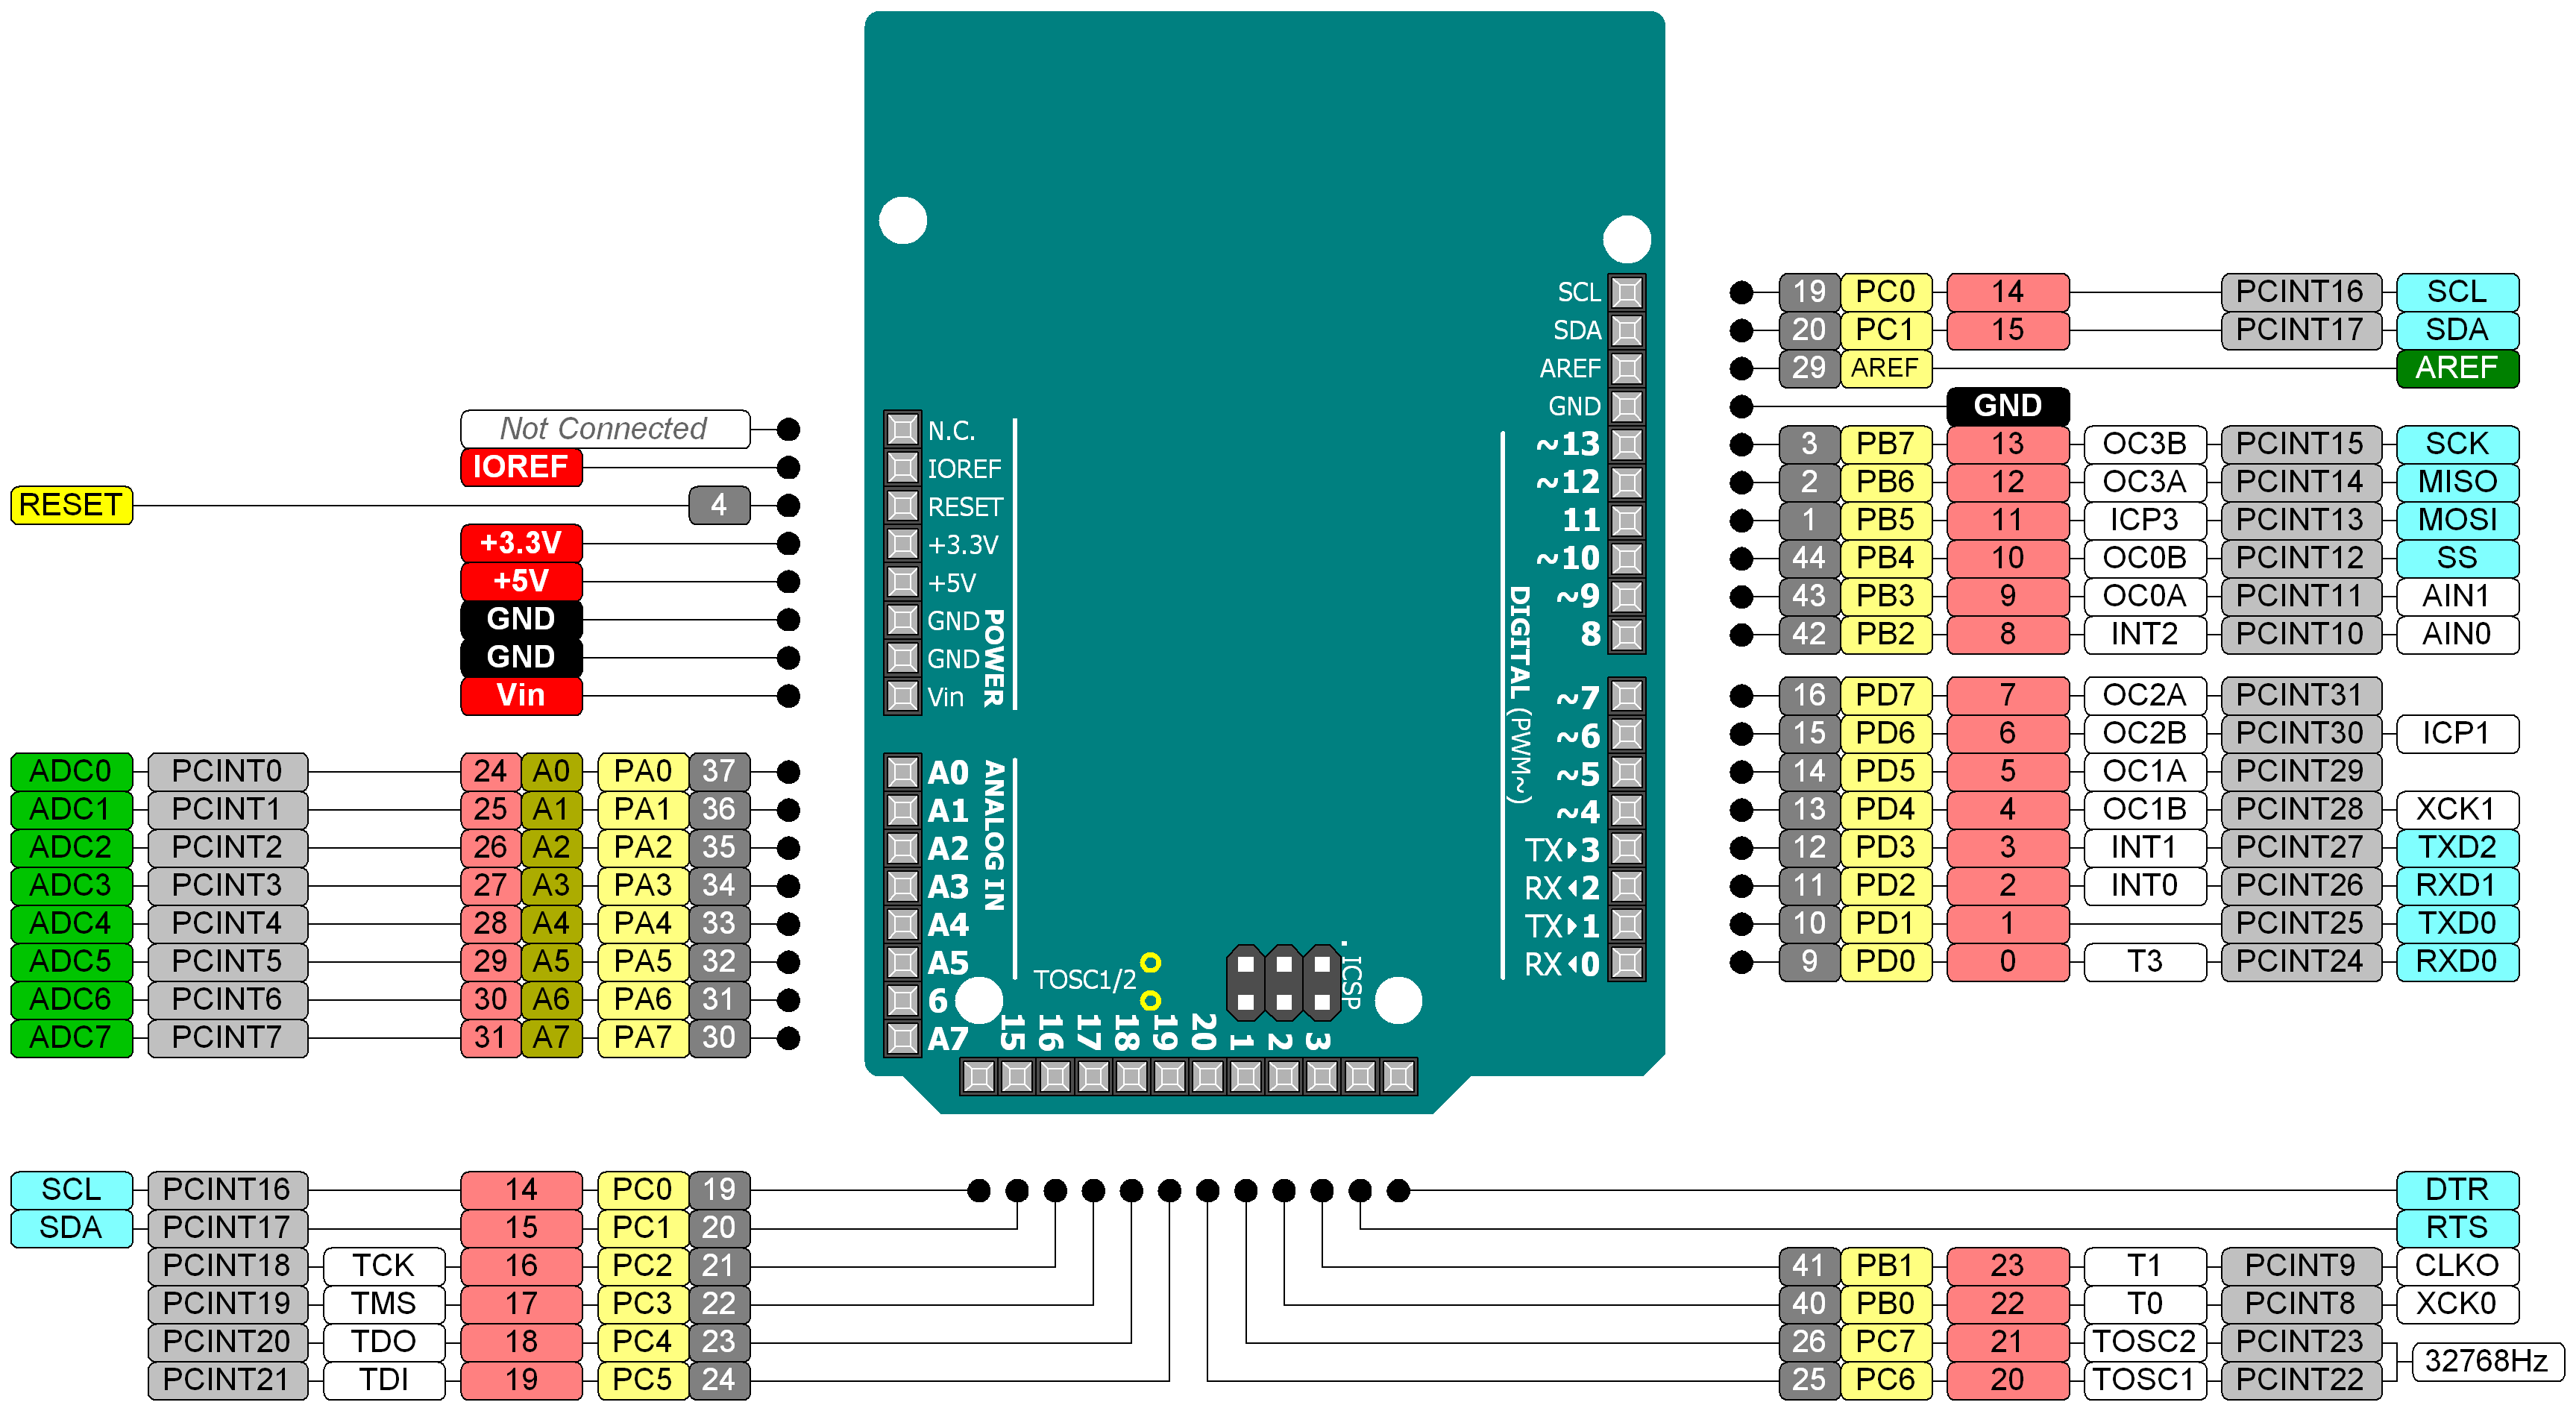 SCL
19 PC0 14 PCINT16 SCL
SDA
20 PC1 15 PCINT17 SDA
AREF
29 AREF AREF
GND
GND
Not Connected
N.C.
~13
3 PB7 13 OC3B PCINT15 SCK
IOREF
IOREF
~12
2 PB6 12 OC3A PCINT14 MISO
RESET 4
RESET
11
1 PB5 11 ICP3 PCINT13 MOSI
+3.3V
+3.3V
~10
44 PB4 10 OC0B PCINT12 SS
+5V
+5V
~9
43 PB3 9 OC0A PCINT11 AIN1
GND
GND
8
42 PB2 8 INT2 PCINT10 AIN0
GND
GND
Vin
Vin
POWER
~7
16 PD7 7 OC2A PCINT31
~6
15 PD6 6 OC2B PCINT30 ICP1
DIGITAL (PWM~)
ADC0 PCINT0 24 A0 PA0 37
A0
~5
14 PD5 5 OC1A PCINT29
ADC1 PCINT1 25 A1 PA1 36
A1
~4
13 PD4 4 OC1B PCINT28 XCK1
ADC2 PCINT2 26 A2 PA2 35
A2
TX 3
12 PD3 3 INT1 PCINT27 TXD2
ADC3 PCINT3 27 A3 PA3 34
A3
RX 2
11 PD2 2 INT0 PCINT26 RXD1
ANALOG IN
ADC4 PCINT4 28 A4 PA4 33
A4
TX 1
10 PD1 1 PCINT25 TXD0
ADC5 PCINT5 29 A5 PA5 32
A5
RX 0
9 PD0 0 T3 PCINT24 RXD0
TOSC1/2
.ICSP
ADC6 PCINT6 30 A6 PA6 31
6
ADC7 PCINT7 31 A7 PA7 30
A7
15 16 17 18 19 20 1 2 3
SCL PCINT16 14 PC0 19
DTR
SDA PCINT17 15 PC1 20
RTS
PCINT18 TCK 16 PC2 21
41 PB1 23 T1 PCINT9 CLKO
PCINT19 TMS 17 PC3 22
40 PB0 22 T0 PCINT8 XCK0
PCINT20 TDO 18 PC4 23
26 PC7 21 TOSC2 PCINT23
32768Hz
PCINT21 TDI 19 PC5 24
25 PC6 20 TOSC1 PCINT22